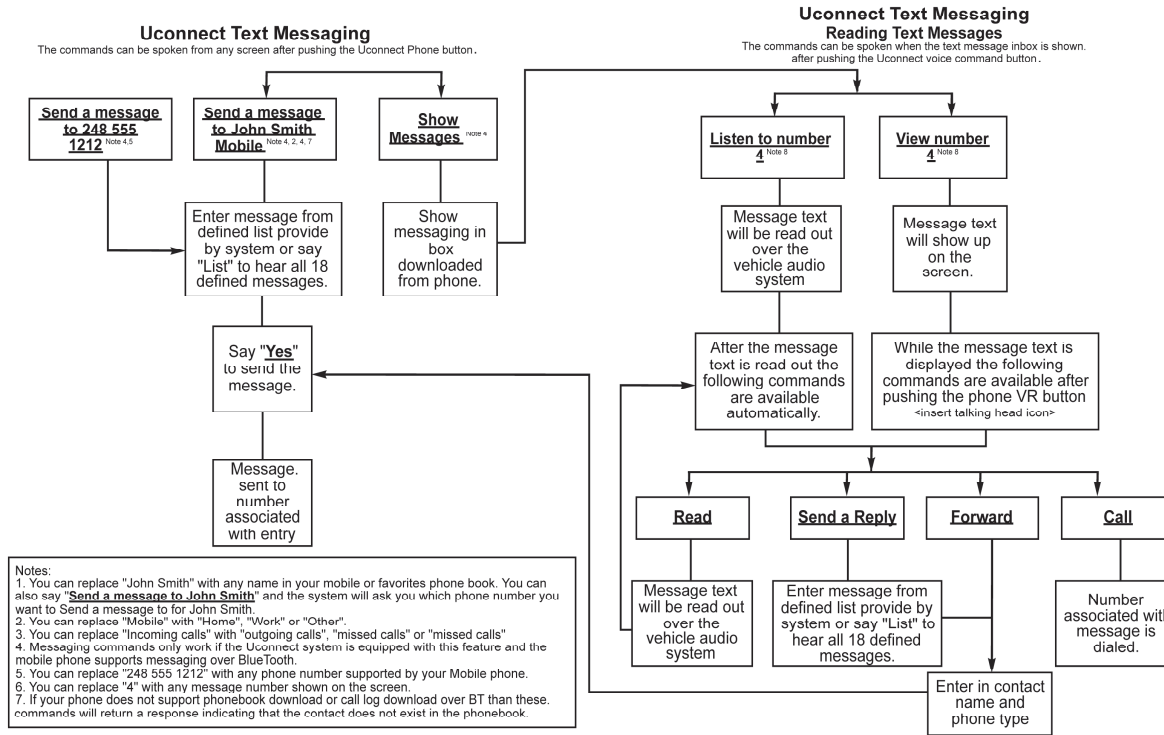 Uconnect Text Messaging
The commands can be spoken from any screen after pushing the Uconnect Phone button.
Send a message
to 248 555
1212 Note 4,5
Send a message
to John Smith
Mobile Note 4, 2, 4, 7
Show
Messages Note 4
Enter message from
defined list provide
by system or say
"List" to hear all 18
defined messages.
Show
messaging in
box
downloaded
from phone.
Say "Yes"
to send the
message.
Message.
sent to
number
associated
with entry
Uconnect Text Messaging
Reading Text Messages
The commands can be spoken when the text message inbox is shown.
after pushing the Uconnect voice command button.
Listen to number
4 Note 8
View number
4 Note 8
Message text
will be read out
over the
vehicle audio
system
Message text
will show up
on the
screen.
After the message
text is read out the
following commands
are available
automatically.
While the message text is
displayed the following
commands are available after
pushing the phone VR button
<insert talking head icon>
Read
Send a Reply
Forward
Call
Message text
will be read out
over the
vehicle audio
system
Enter message from
defined list provide by
system or say "List" to
hear all 18 defined
messages.
Number
associated with
message is
dialed.
Enter in contact
name and
phone type
Notes:
1. You can replace "John Smith" with any name in your mobile or favorites phone book. You can
also say "Send a message to John Smith" and the system will ask you which phone number you
want to Send a message to for John Smith.
2. You can replace "Mobile" with "Home", "Work" or "Other".
3. You can replace "Incoming calls" with "outgoing calls", "missed calls" or "missed calls"
4. Messaging commands only work if the Uconnect system is equipped with this feature and the
mobile phone supports messaging over BlueTooth.
5. You can replace "248 555 1212" with any phone number supported by your Mobile phone.
6. You can replace "4" with any message number shown on the screen.
7. If your phone does not support phonebook download or call log download over BT than these.
commands will return a response indicating that the contact does not exist in the phonebook.